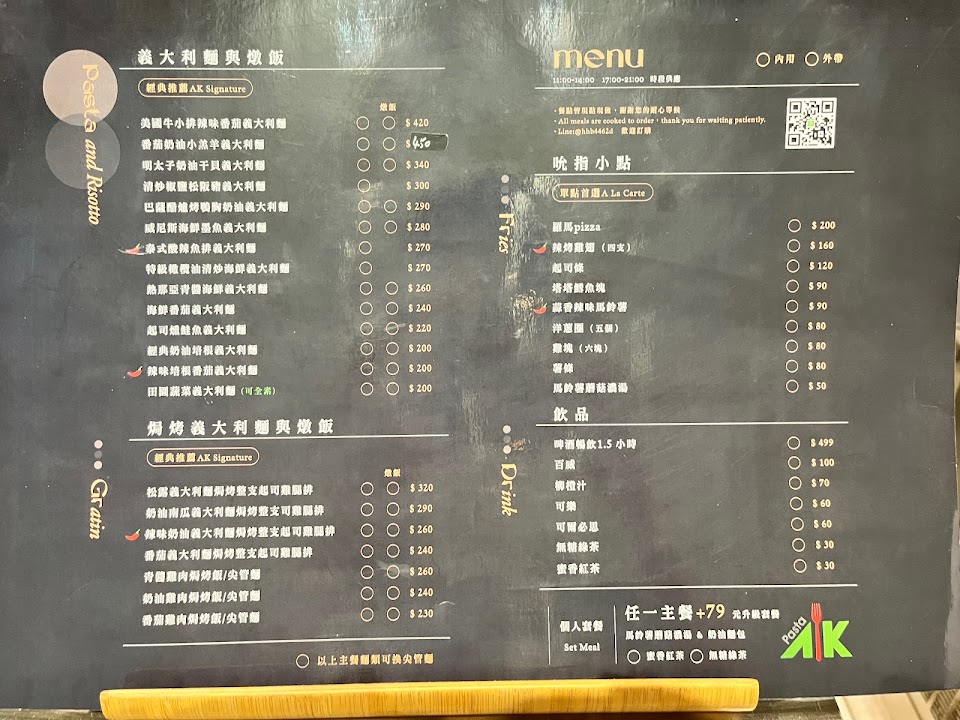 Pasta and Risotto
義大利麵與燉飯
經典推薦AK Signature
燉飯
美國牛小排辣味番茄義大利麵 $ 420
番茄奶油小羔羊義大利麵 $ 450
明太子奶油干貝義大利麵 $ 340
清炒椒鹽松阪豬義大利麵 $ 300
巴薩醋爐烤鴨胸奶油義大利麵 $ 290
威尼斯海鮮墨魚義大利麵 $ 280
泰式酸辣魚排義大利麵 $ 270
特級橄欖油清炒海鮮義大利麵 $ 270
熱那亞青醬海鮮義大利麵 $ 260
海鮮番茄義大利麵 $ 240
起司燻鮭魚義大利麵 $ 220
經典奶油培根義大利麵 $ 200
辣味培根番茄義大利麵 $ 200
田園蔬菜義大利麵 (可全素) $ 200
Gratin
焗烤義大利麵與燉飯
經典推薦AK Signature
燉飯
松露義大利麵焗烤整支起司雞腿排 $ 320
奶油南瓜義大利麵焗烤整支起司雞腿排 $ 290
辣味奶油義大利麵焗烤整支起司雞腿排 $ 260
番茄義大利麵焗烤整支起司雞腿排 $ 240
青醬雞肉焗烤飯/尖管麵 $ 260
奶油雞肉焗烤飯/尖管麵 $ 240
番茄雞肉焗烤飯/尖管麵 $ 230
以上主餐麵類可換尖管麵
menu
內用 外帶
11:00-14:00 17:00-21:00 時段供應
·餐點皆現點現做,謝謝您的耐心等候
·All meals are cooked to order,thank you for waiting patiently.
·Line:@hhb4462d 歡迎訂購
Fries
吮指小點
單點首選A La Carte
羅馬pizza $ 200
辣烤雞翅 (四支) $ 160
起司條 $ 120
塔塔鱈魚塊 $ 90
蒜香辣味馬鈴薯 $ 90
洋蔥圈 (五個) $ 80
雞塊 (六塊) $ 80
薯條 $ 80
馬鈴薯蘑菇濃湯 $ 50
Drink
飲品
啤酒暢飲1.5 小時 $ 499
百威 $ 100
柳橙汁 $ 70
可樂 $ 60
可爾必思 $ 60
無糖綠茶 $ 30
蜜香紅茶 $ 30
個人套餐
Set Meal
任一主餐+79 元升級套餐
馬鈴薯蘑菇濃湯 & 奶油麵包
蜜香紅茶 無糖綠茶
Pasta AK